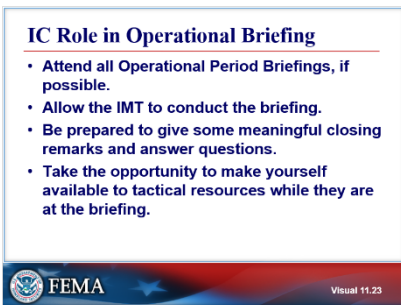 IC Role in Operational Briefing
• Attend all Operational Period Briefings, if
possible.
• Allow the IMT to conduct the briefing.
• Be prepared to give some meaningful closing
remarks and answer questions.
• Take the opportunity to make yourself
available to tactical resources while they are
at the briefing.
FEMA
Visual 11.23